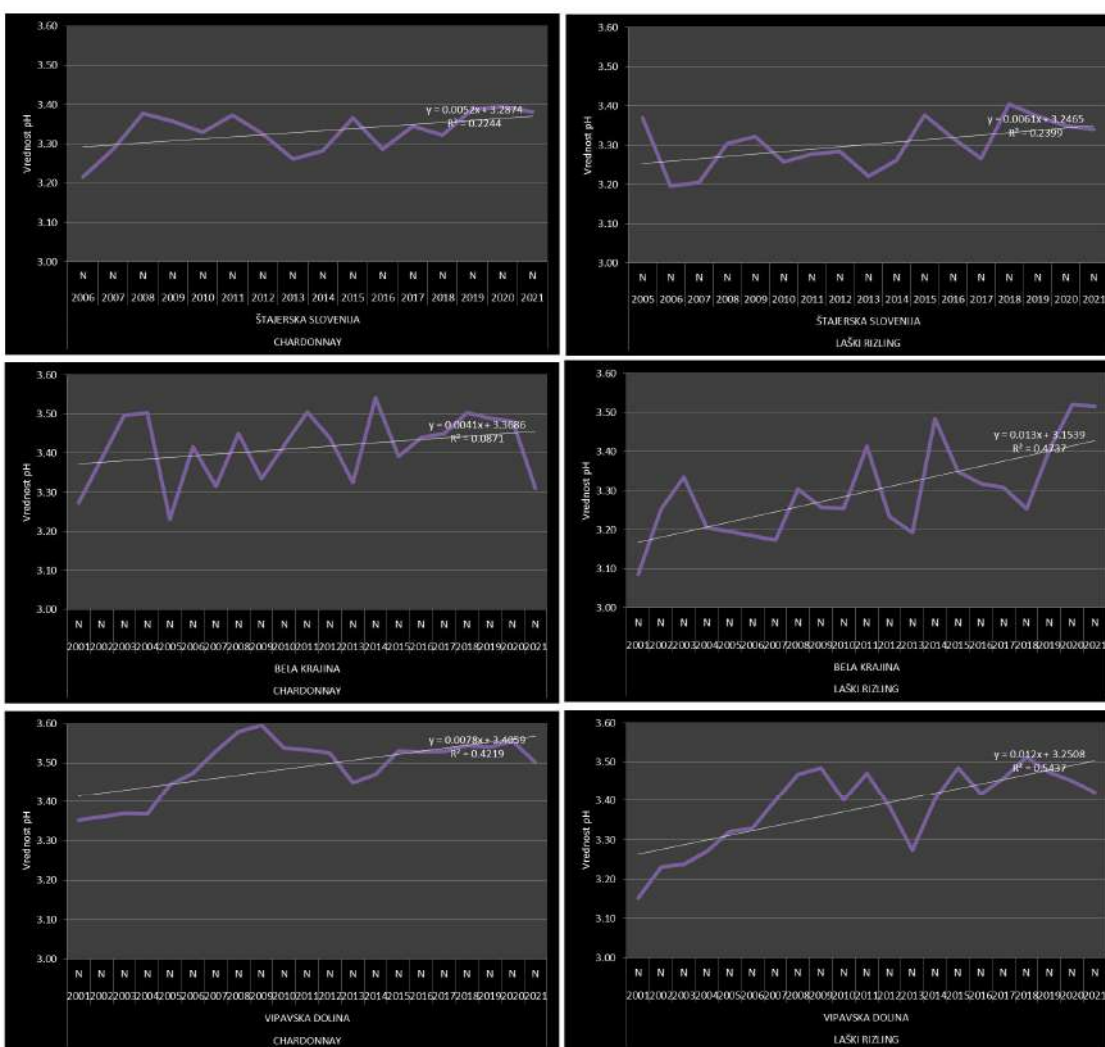 3.60
3.50
3.40
3.30
3.20
3.10
3.00
Vrednost pH
y = 0.0052x + 3.2874
R² = 0.2244
N N N N N N N N N N N N N N N N
2006 2007 2008 2009 2010 2011 2012 2013 2014 2015 2016 2017 2018 2019 2020 2021
ŠTAJERSKA SLOVENIJA
CHARDONNAY
3.60
3.50
3.40
3.30
3.20
3.10
3.00
Vrednost pH
y = 0.0061x + 3.2465
R² = 0.2399
N N N N N N N N N N N N N N N N N
2005 2006 2007 2008 2009 2010 2011 2012 2013 2014 2015 2016 2017 2018 2019 2020 2021
ŠTAJERSKA SLOVENIJA
LAŠKI RIZLING
3.60
3.50
3.40
3.30
3.20
3.10
3.00
Vrednost pH
y = 0.0041x + 3.3686
R² = 0.0871
N N N N N N N N N N N N N N N N N N N N N
2001 2002 2003 2004 2005 2006 2007 2008 2009 2010 2011 2012 2013 2014 2015 2016 2017 2018 2019 2020 2021
BELA KRAJINA
CHARDONNAY
3.60
3.50
3.40
3.30
3.20
3.10
3.00
Vrednost pH
y = 0.013x + 3.1539
R² = 0.4737
N N N N N N N N N N N N N N N N N N N N N
2001 2002 2003 2004 2005 2006 2007 2008 2009 2010 2011 2012 2013 2014 2015 2016 2017 2018 2019 2020 2021
BELA KRAJINA
LAŠKI RIZLING
3.60
3.50
3.40
3.30
3.20
3.10
3.00
Vrednost pH
y = 0.0078x + 3.4059
R² = 0.4219
N N N N N N N N N N N N N N N N N N N N N
2001 2002 2003 2004 2005 2006 2007 2008 2009 2010 2011 2012 2013 2014 2015 2016 2017 2018 2019 2020 2021
VIPAVSKA DOLINA
CHARDONNAY
3.60
3.50
3.40
3.30
3.20
3.10
3.00
Vrednost pH
y = 0.012x + 3.2508
R² = 0.5437
N N N N N N N N N N N N N N N N N N N N N
2001 2002 2003 2004 2005 2006 2007 2008 2009 2010 2011 2012 2013 2014 2015 2016 2017 2018 2019 2020 2021
VIPAVSKA DOLINA
LAŠKI RIZLING